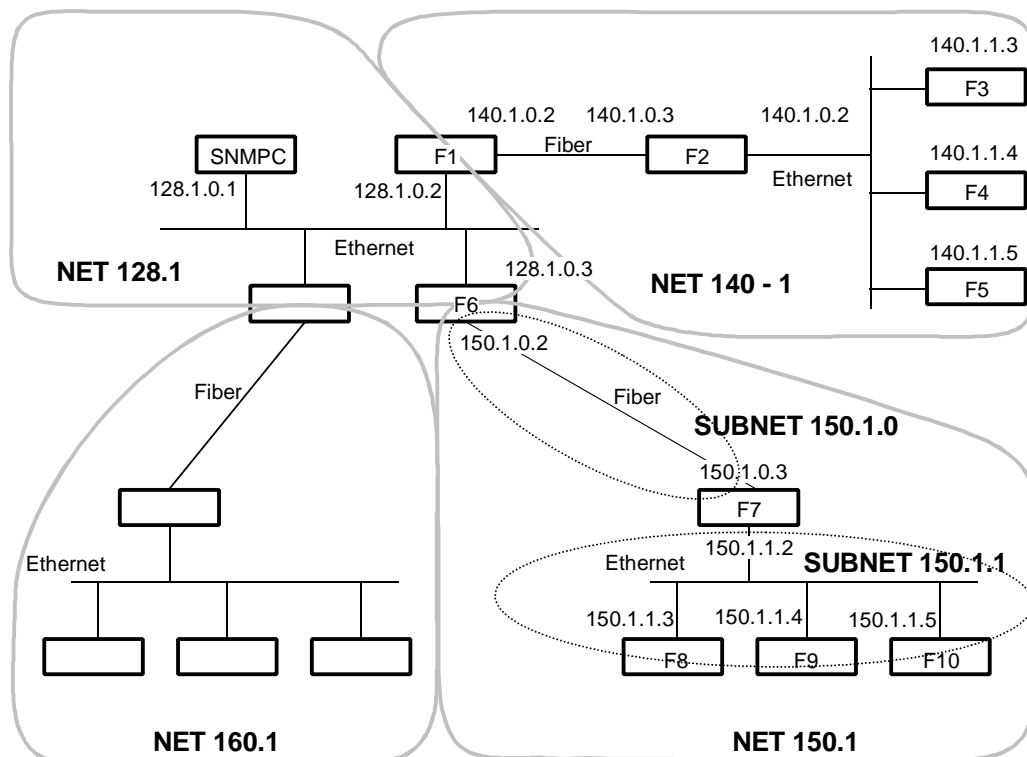 140.1.1.3
F3
140.1.0.2
140.1.0.3
140.1.0.2
SNMPC
F1
Fiber
F2
Ethernet
140.1.1.4
F4
128.1.0.1
128.1.0.2
Ethernet
NET 128.1
128.1.0.3
NET 140 - 1
140.1.1.5
F5
F6
150.1.0.2
Fiber
Fiber
SUBNET 150.1.0
150.1.0.3
F7
Ethernet
150.1.1.2
Ethernet
SUBNET 150.1.1
150.1.1.3
150.1.1.4
150.1.1.5
F8
F9
F10
NET 160.1
NET 150.1